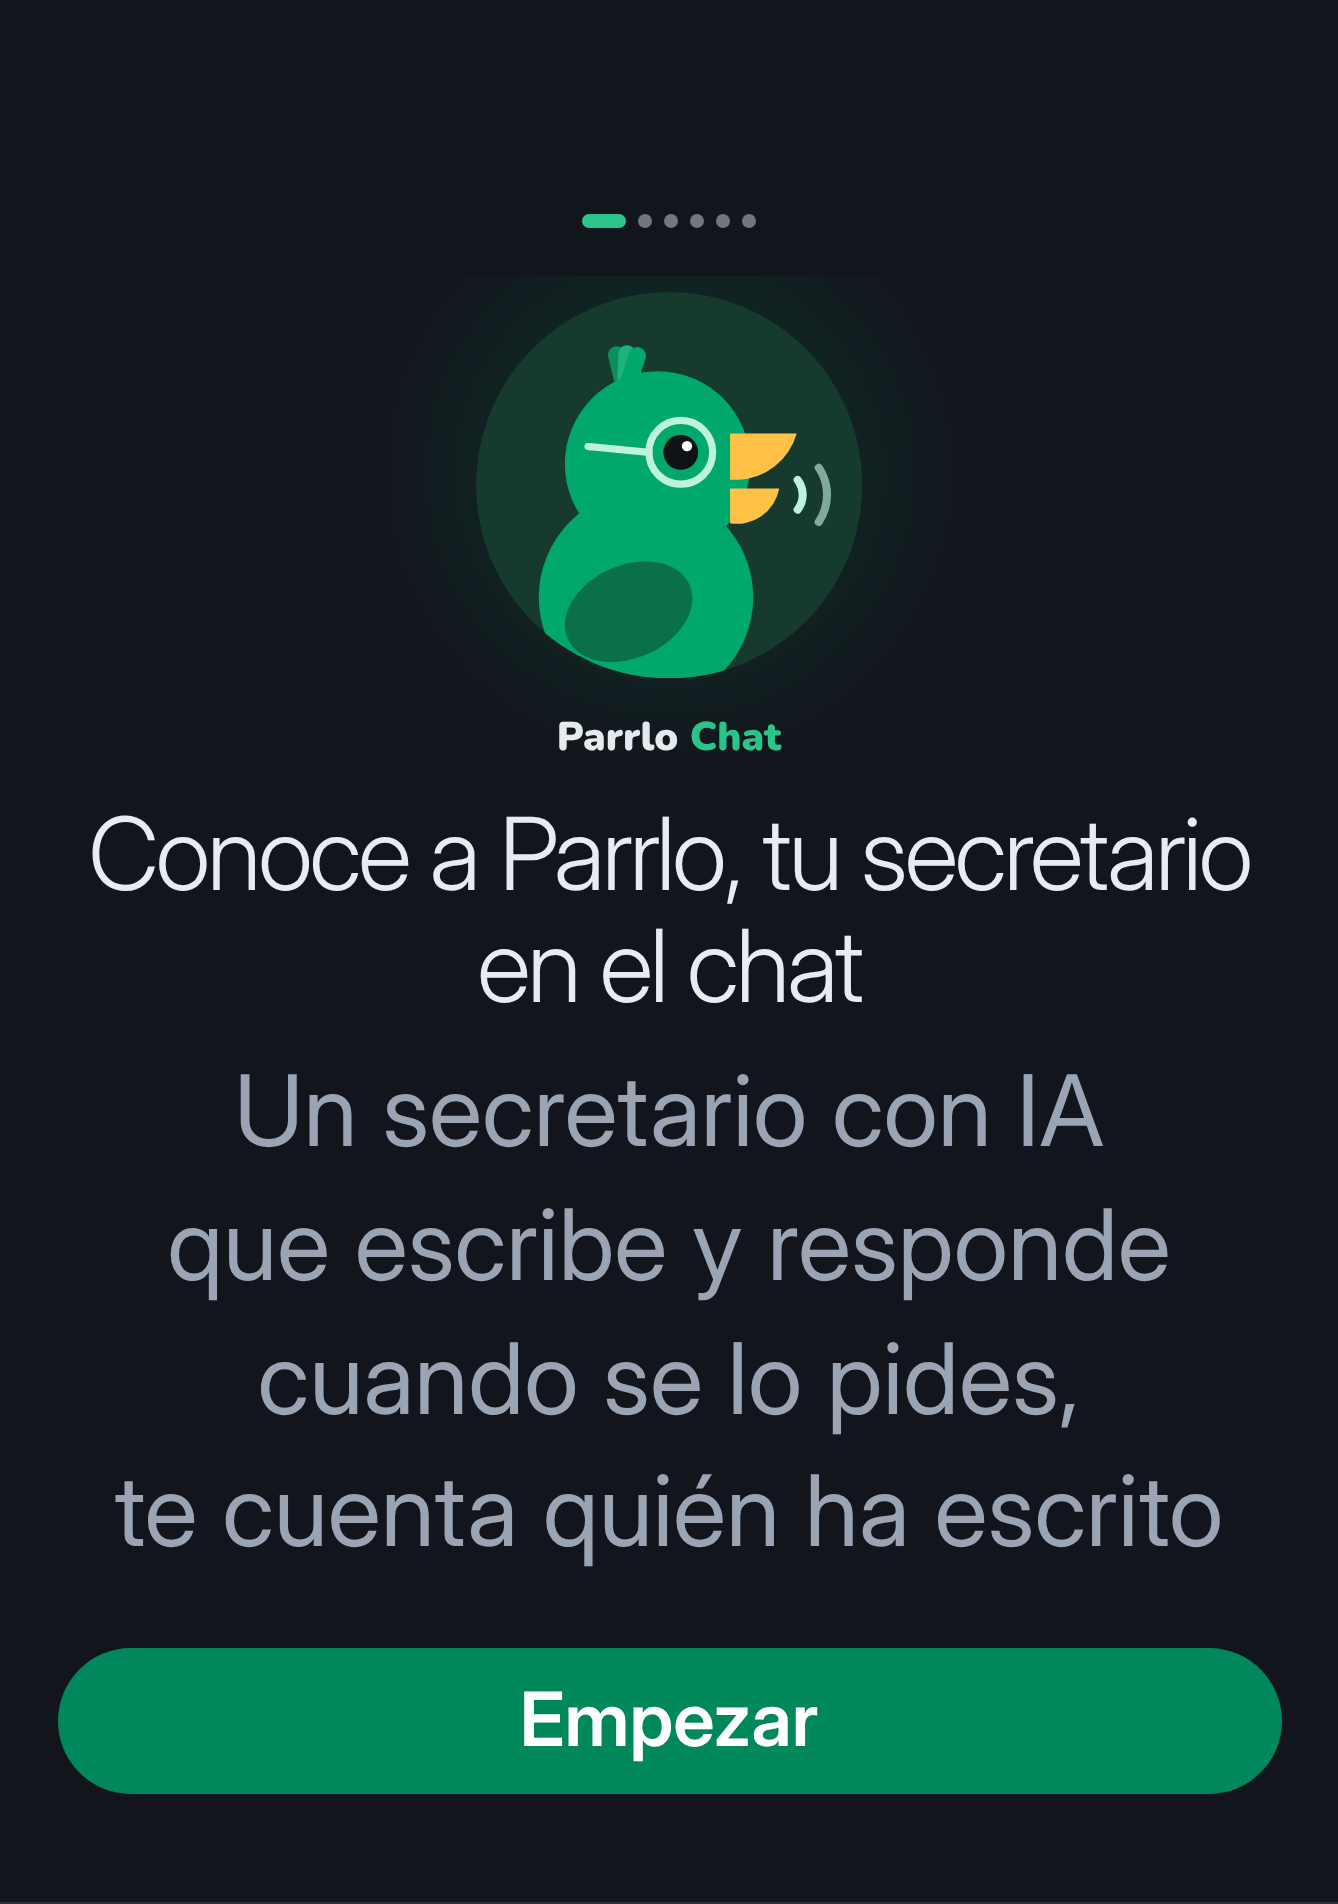 Parrlo Chat
Conoce a Parrlo, tu secretario
en el chat
Un secretario con IA
que escribe y responde
cuando se lo pides,
te cuenta quién ha escrito
Empezar